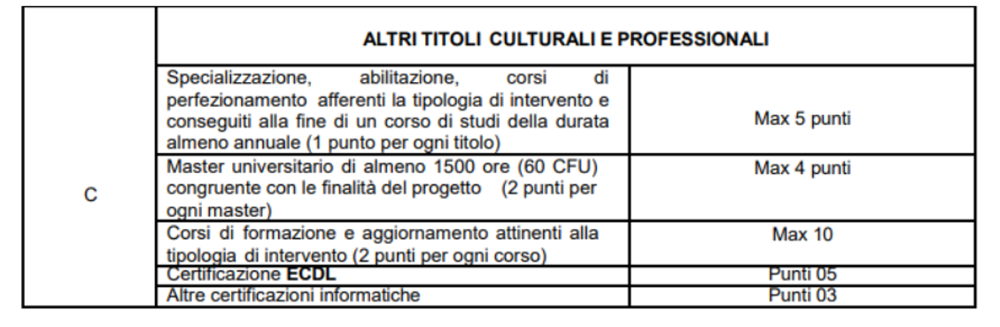 ALTRI TITOLI CULTURALI E PROFESSIONALI
Specializzazione, abilitazione, corsi di
perfezionamento afferenti la tipologia di intervento e
conseguiti alla fine di un corso di studi della durata
almeno annuale (1 punto per ogni titolo)
Max 5 punti
Master universitario di almeno 1500 ore (60 CFU)
congruente con le finalità del progetto (2 punti per
ogni master)
Max 4 punti
C
Corsi di formazione e aggiornamento attinenti alla
tipologia di intervento (2 punti per ogni corso)
Max 10
Certificazione ECDL
Punti 05
Altre certificazioni informatiche
Punti 03